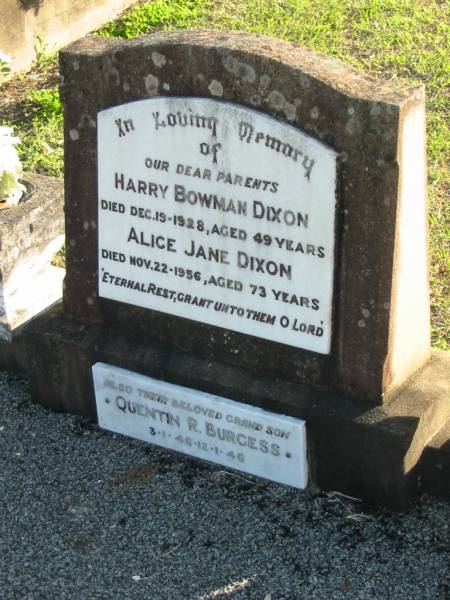 In Loving Memory
of
OUR DEAR PARENTS
HARRY BOWMAN DIXON
DIED DEC.19-1928, AGED 49 YEARS
ALICE JANE DIXON
DIED NOV.22-1956, AGED 73 YEARS
"ETERNAL REST, GRANT UNTO THEM O LORD"
ALSO THEIR BELOVED GRAND SON
QUENTIN R. BURGESS
3-1-46-12-1-46